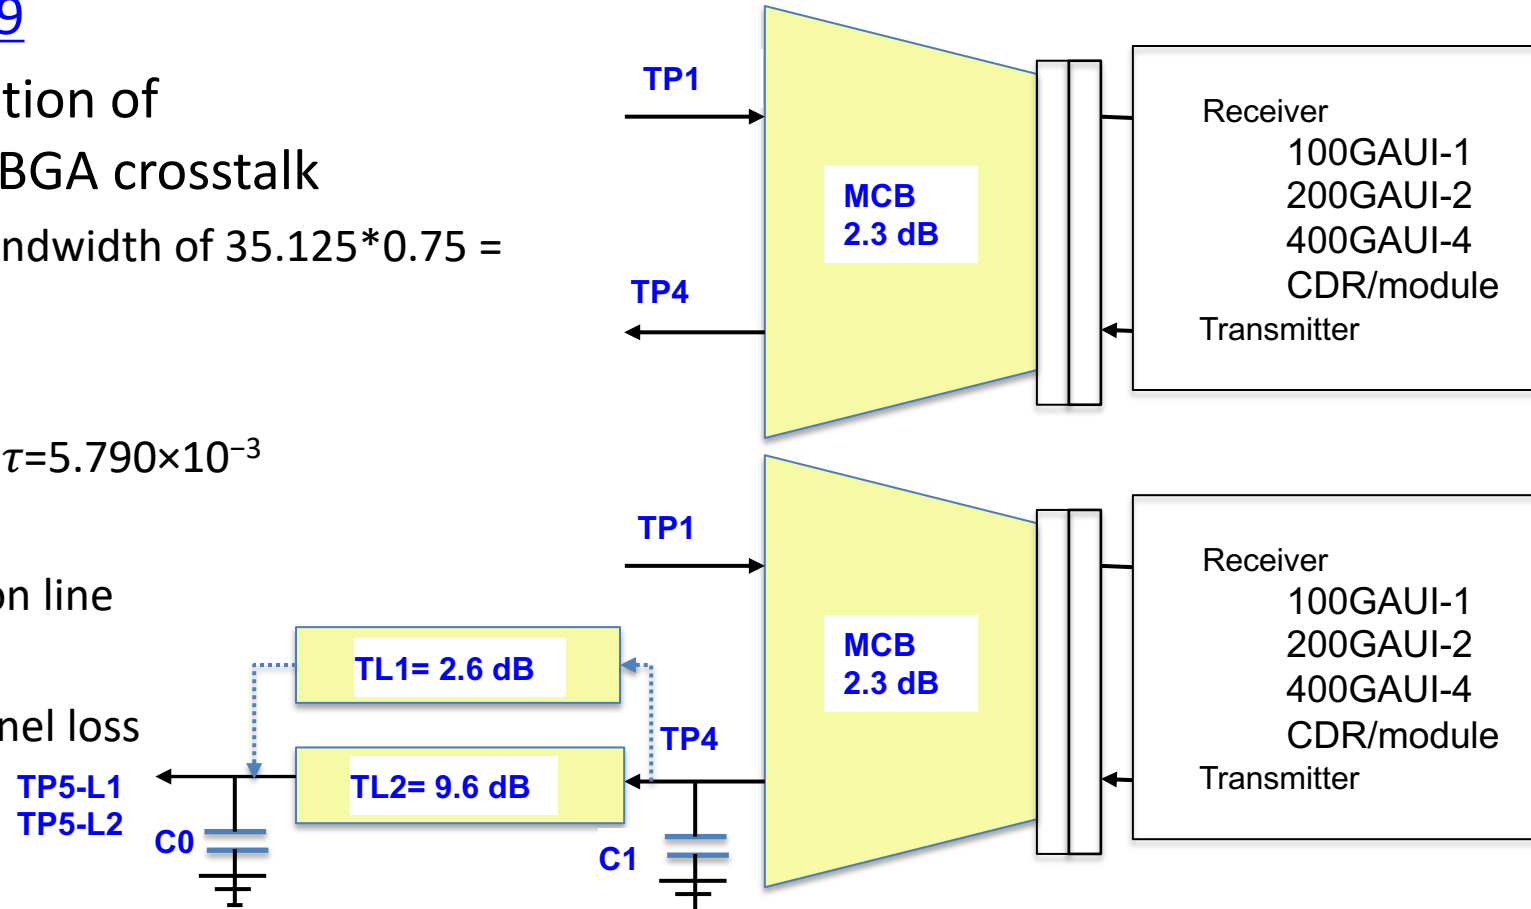 9
tion of
BGA crosstalk
ndwidth of 35.125*0.75 =
τ=5.790×10⁻³
on line
nel loss
TP1
MCB
2.3 dB
TP4
Receiver
100GAUI-1
200GAUI-2
400GAUI-4
CDR/module
Transmitter
TP1
MCB
2.3 dB
TL1= 2.6 dB
TP4
TL2= 9.6 dB
TP5-L1
TP5-L2
C0
C1
Receiver
100GAUI-1
200GAUI-2
400GAUI-4
CDR/module
Transmitter